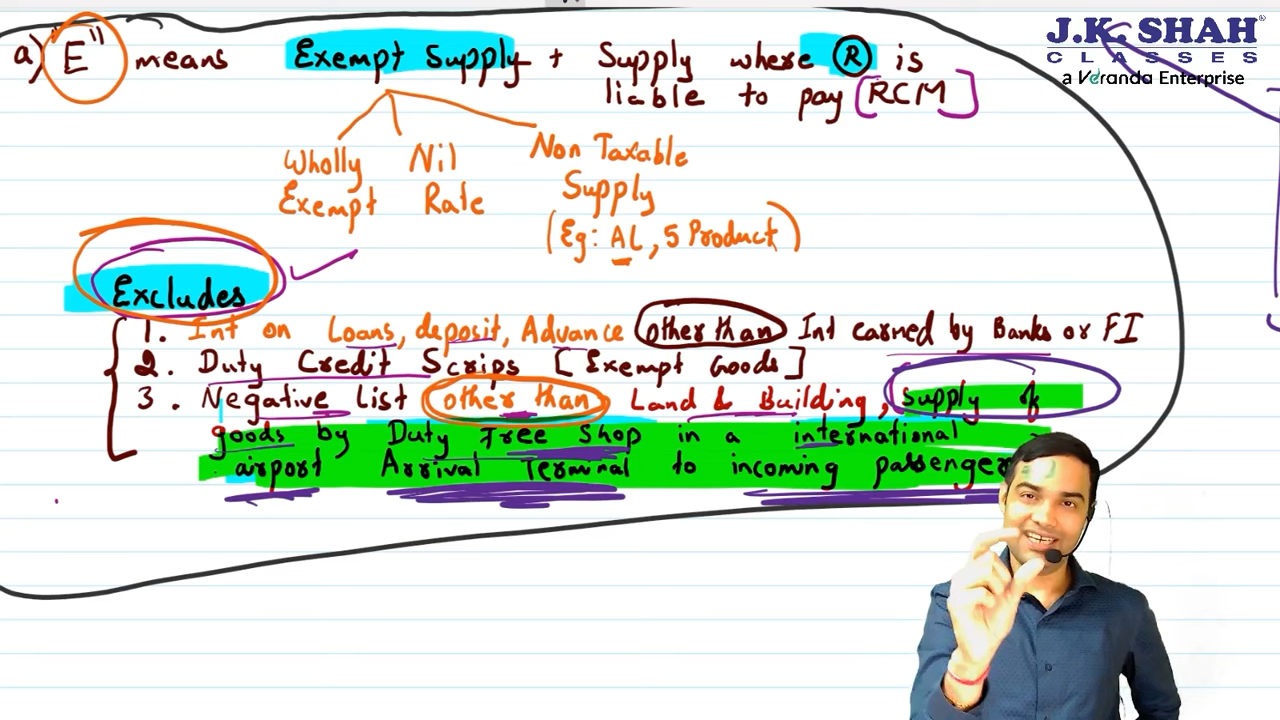 J.K. SHAH®
CLASSES
a Veranda Enterprise
a) "E" means Exempt Supply + Supply where Ⓡ is
liable to pay [RCM]
Wholly Exempt
Nil Rate
Non Taxable
Supply
(Eg: AL, 5 Product)
Excludes
1. Int on Loans, deposit, Advance other than Int earned by Banks or FI
2. Duty Credit Scrips [Exempt Goods]
3. Negative List other than Land & Building, supply of
goods by Duty Free Shop in a international
airport Arrival Terminal to incoming passenger